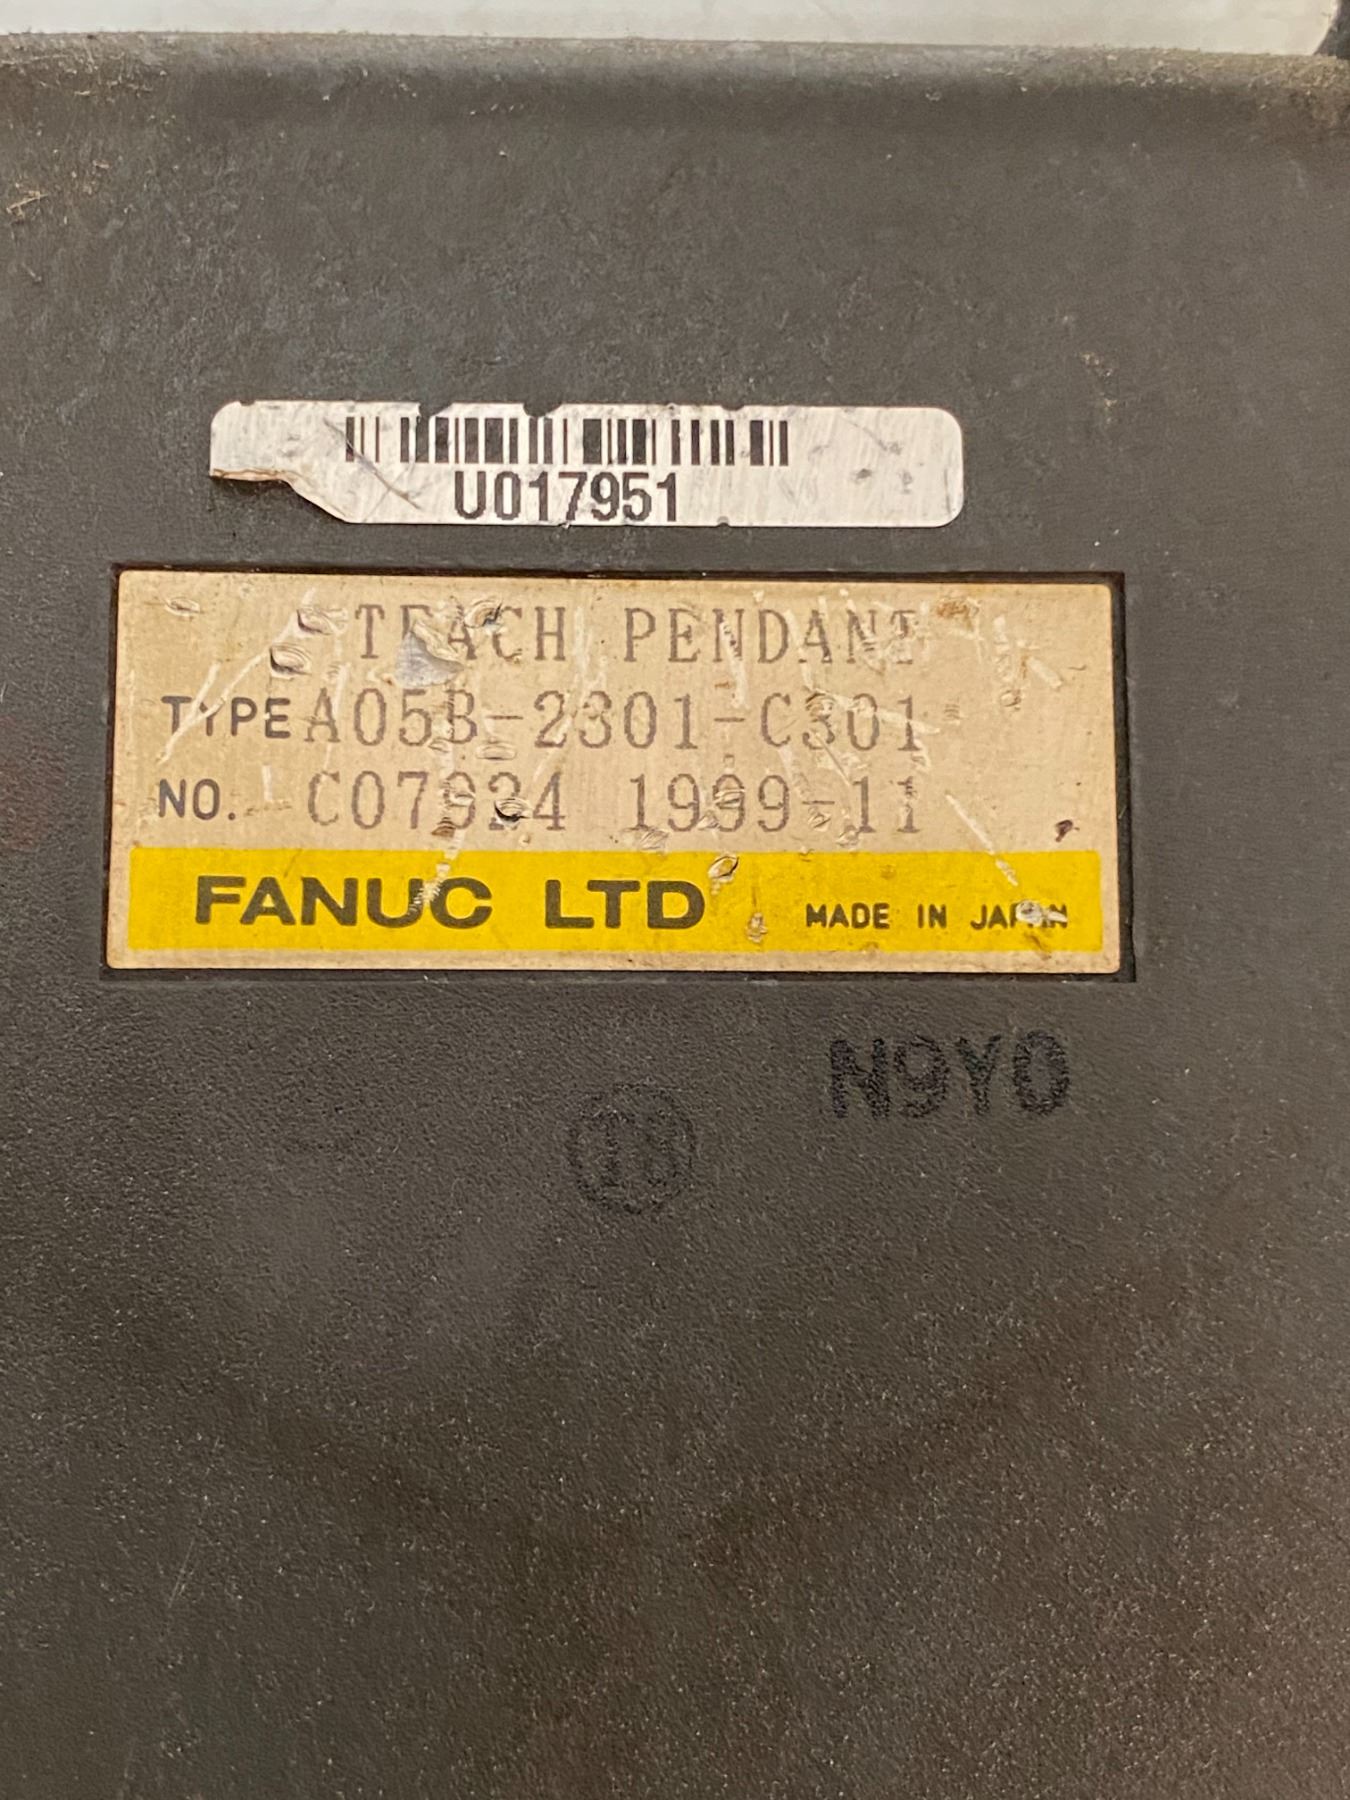 U017951
TEACH PENDANT
TYPE A05B-2301-C301
NO. C07924 1999-11
FANUC LTD MADE IN JAPAN
N9Y0